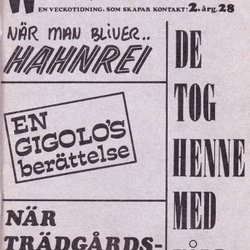 EN VECKOTIDNING. SOM SKAPAR KONTAKT! 2. årg. 28
NÄR MAN BLIVER..
HAHNREI
EN
GIGOLO'S
berättelse
NÄR
TRÄDGÅRDS-
DE
TOG
HENNE
MED